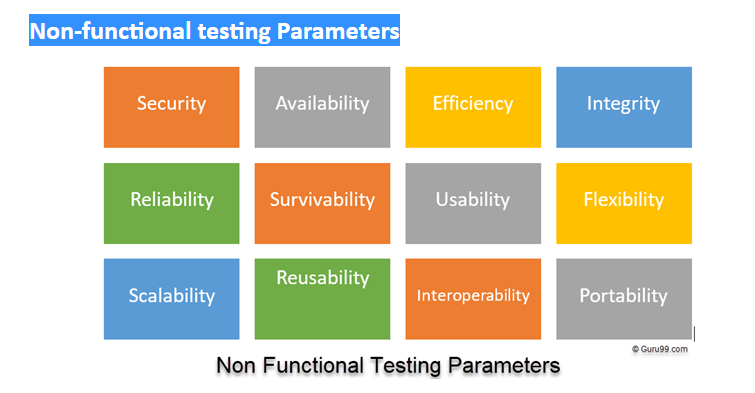 Non-functional testing Parameters
Security Availability Efficiency Integrity
Reliability Survivability Usability Flexibility
Scalability Reusability Interoperability Portability
© Guru99.com
Non Functional Testing Parameters